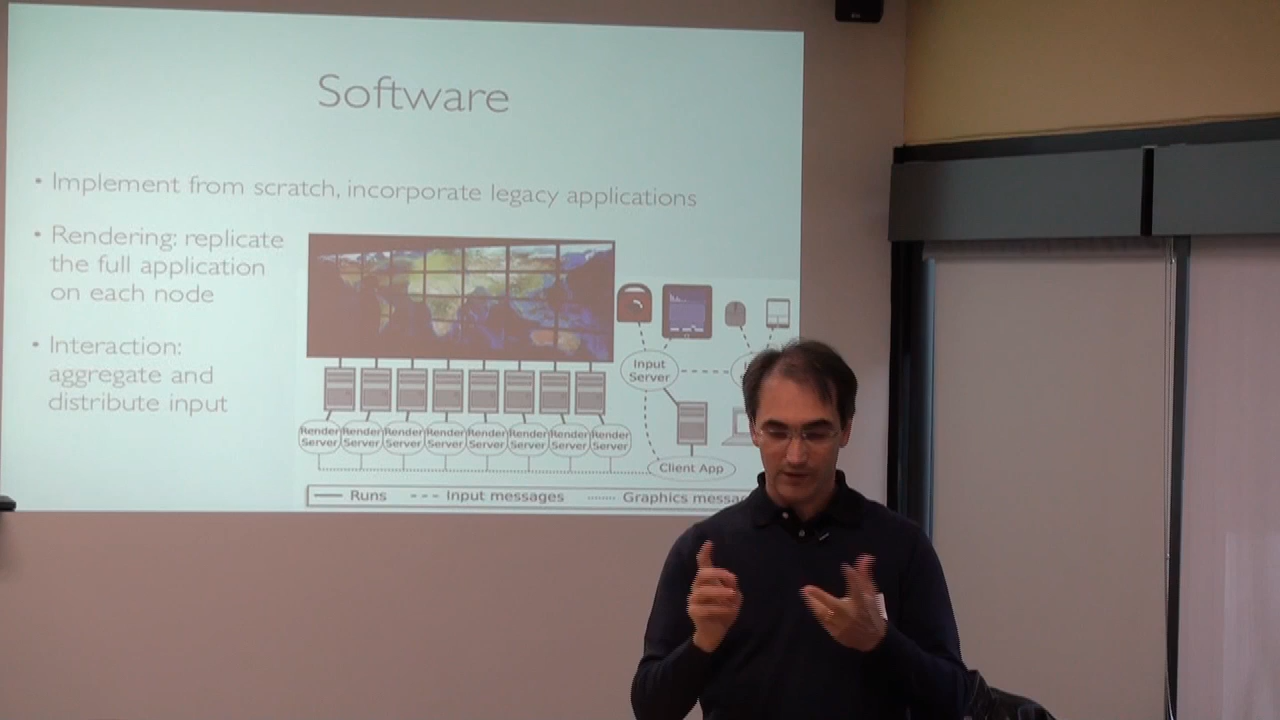 Software
• Implement from scratch, incorporate legacy applications
• Rendering: replicate
the full application
on each node
• Interaction:
aggregate and
distribute input
Input
Server
Render
Server
Render
Server
Render
Server
Render
Server
Render
Server
Render
Server
Render
Server
Render
Server
Client App
Runs
Input messages
Graphics messa